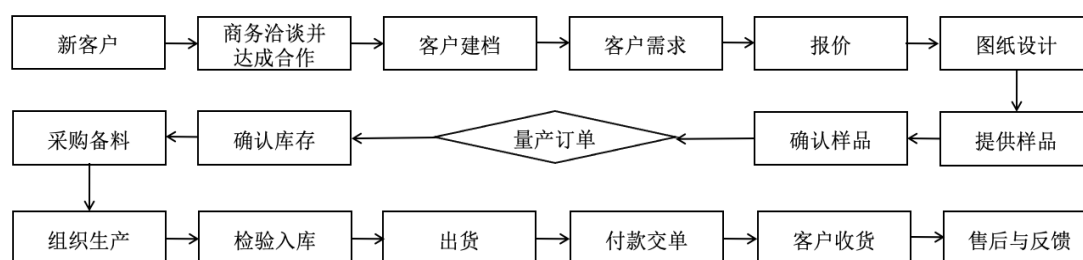 新客户
商务洽谈并
达成合作
客户建档
客户需求
报价
图纸设计
提供样品
确认样品
量产订单
确认库存
采购备料
组织生产
检验入库
出货
付款交单
客户收货
售后与反馈